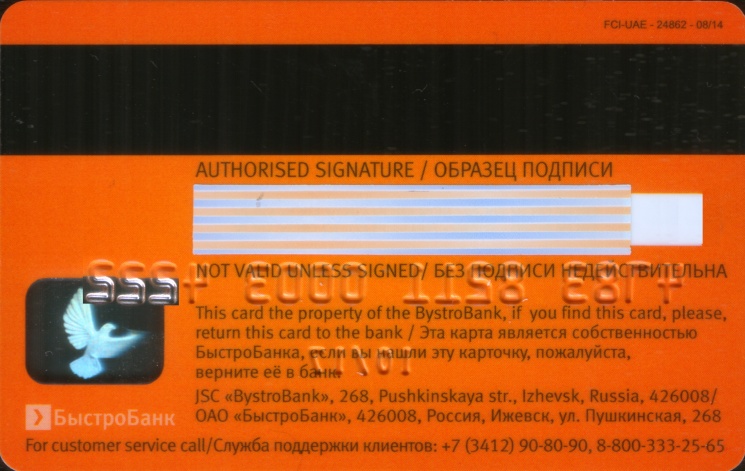 FCI-UAE - 24862 - 08/14
AUTHORISED SIGNATURE / ОБРАЗЕЦ ПОДПИСИ
NOT VALID UNLESS SIGNED/ БЕЗ ПОДПИСИ НЕДЕЙСТВИТЕЛЬНА
This card the property of the BystroBank, if you find this card, please,
return this card to the bank / Эта карта является собственностью
БыстроБанка, если вы нашли эту карточку, пожалуйста,
верните её в банк
JSC «BystroBank», 268, Pushkinskaya str., Izhevsk, Russia, 426008/
ОАО «БыстроБанк», 426008, Россия, Ижевск, ул. Пушкинская, 268
БыстроБанк
For customer service call/Служба поддержки клиентов: +7 (3412) 90-80-90, 8-800-333-25-65